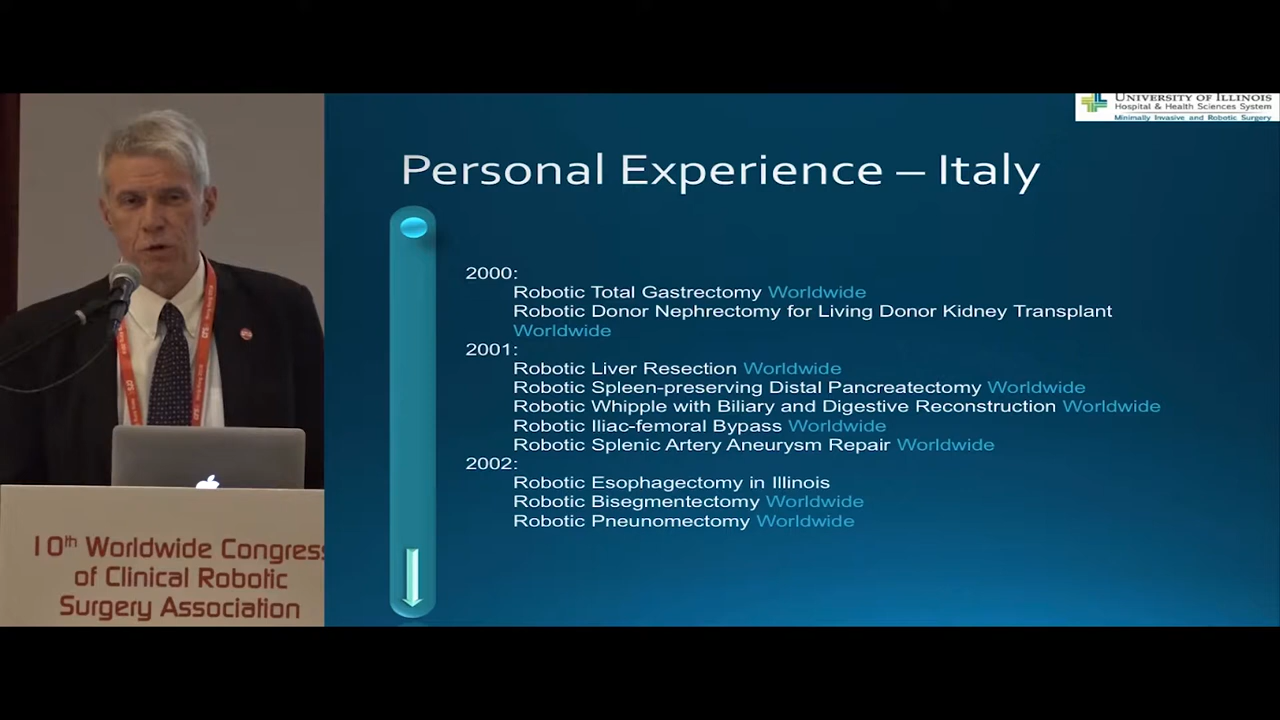 UNIVERSITY OF ILLINOIS
Hospital & Health Sciences System
Minimally Invasive and Robotic Surgery
Personal Experience – Italy
2000:
Robotic Total Gastrectomy Worldwide
Robotic Donor Nephrectomy for Living Donor Kidney Transplant
Worldwide
2001:
Robotic Liver Resection Worldwide
Robotic Spleen-preserving Distal Pancreatectomy Worldwide
Robotic Whipple with Biliary and Digestive Reconstruction Worldwide
Robotic Iliac-femoral Bypass Worldwide
Robotic Splenic Artery Aneurysm Repair Worldwide
2002:
Robotic Esophagectomy in Illinois
Robotic Bisegmentectomy Worldwide
Robotic Pneunomectomy Worldwide
10th Worldwide Congress
of Clinical Robotic
Surgery Association